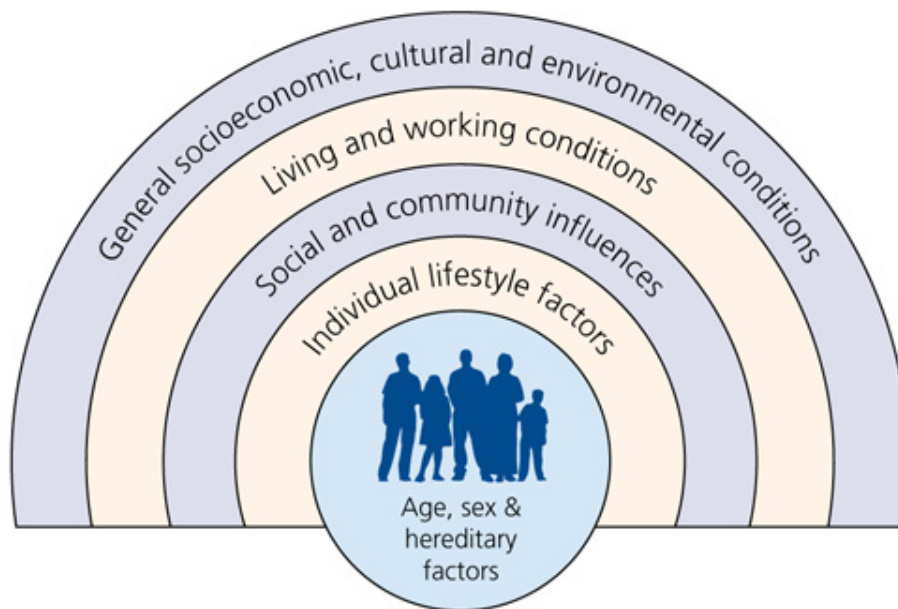 General socioeconomic, cultural and environmental conditions
Living and working conditions
Social and community influences
Individual lifestyle factors
Age, sex &
hereditary
factors